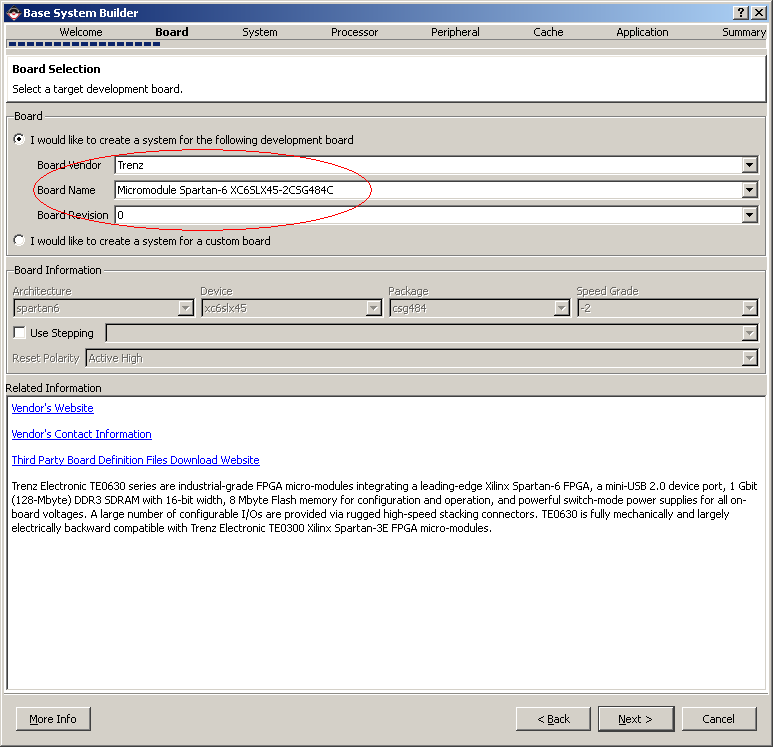 Base System Builder
Welcome Board System Processor Peripheral Cache Application Summary
Board Selection
Select a target development board.
Board
I would like to create a system for the following development board
Board Vendor Trenz
Board Name Micromodule Spartan-6 XC6SLX45-2CSG484C
Board Revision 0
I would like to create a system for a custom board
Board Information
Architecture Device Package Speed Grade
spartan6 xc6slx45 csg484 -2
Use Stepping
Reset Polarity Active High
Related Information
Vendor's Website
Vendor's Contact Information
Third Party Board Definition Files Download Website
Trenz Electronic TE0630 series are industrial-grade FPGA micro-modules integrating a leading-edge Xilinx Spartan-6 FPGA, a mini-USB 2.0 device port, 1 Gbit
(128-Mbyte) DDR3 SDRAM with 16-bit width, 8 Mbyte Flash memory for configuration and operation, and powerful switch-mode power supplies for all on-
board voltages. A large number of configurable I/Os are provided via rugged high-speed stacking connectors. TE0630 is fully mechanically and largely
electrically backward compatible with Trenz Electronic TE0300 Xilinx Spartan-3E FPGA micro-modules.
More Info < Back Next > Cancel